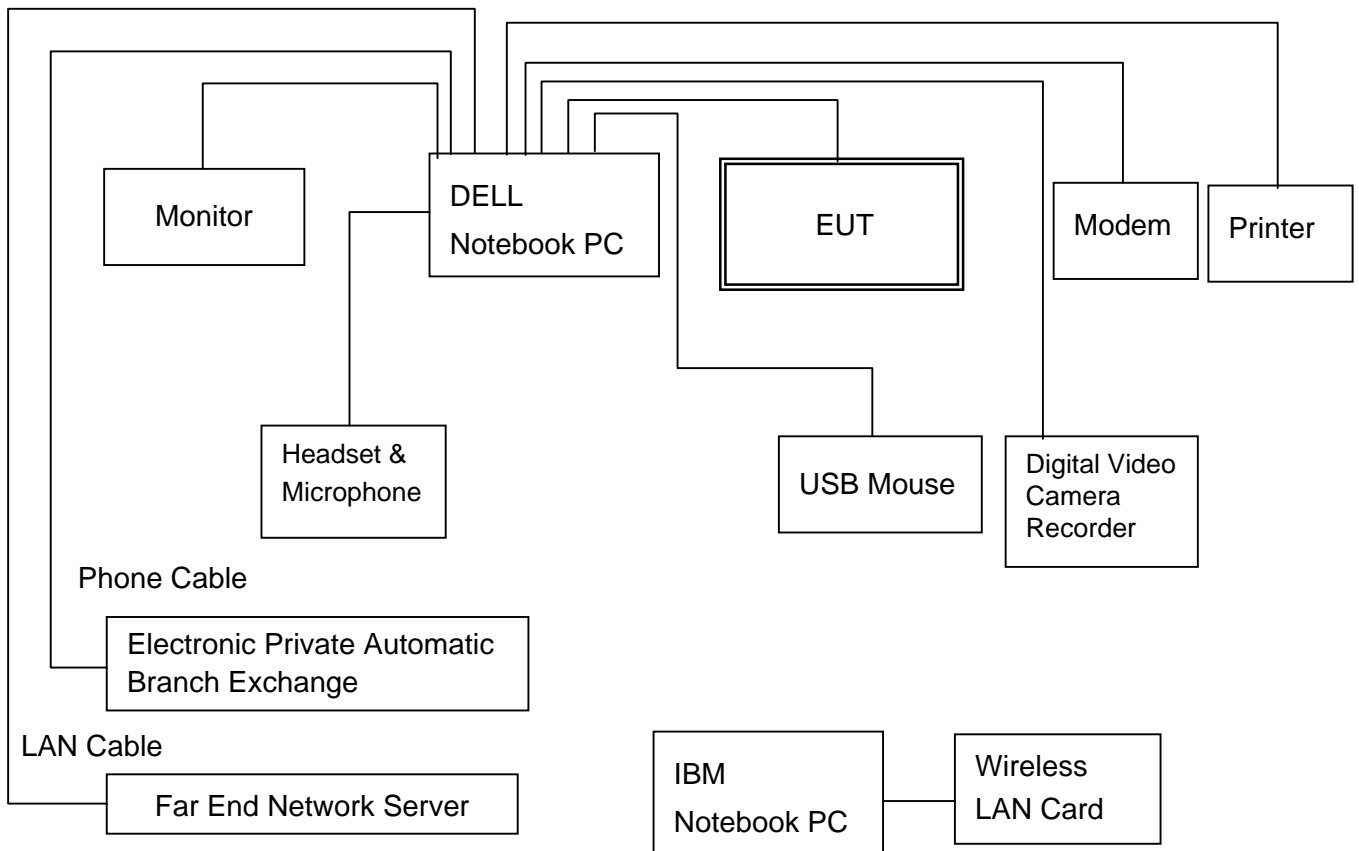 Monitor
DELL
Notebook PC
EUT
Modem
Printer
Headset &
Microphone
USB Mouse
Digital Video
Camera
Recorder
Phone Cable
Electronic Private Automatic
Branch Exchange
LAN Cable
Far End Network Server
IBM
Notebook PC
Wireless
LAN Card